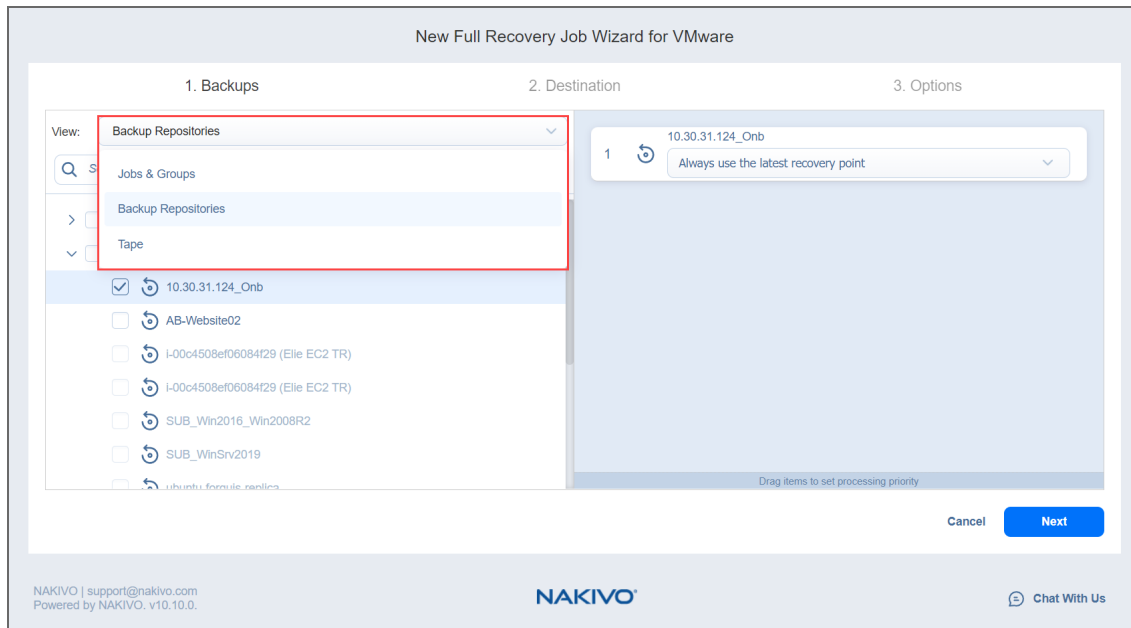 New Full Recovery Job Wizard for VMware
1. Backups
2. Destination
3. Options
View:
Backup Repositories
S
Jobs & Groups
Backup Repositories
Tape
10.30.31.124_Onb
AB-Website02
i-00c4508ef06084f29 (Elie EC2 TR)
i-00c4508ef06084f29 (Elie EC2 TR)
SUB_Win2016_Win2008R2
SUB_WinSrv2019
ubuntu forquis replica
1
10.30.31.124_Onb
Always use the latest recovery point
Drag items to set processing priority
Cancel
Next
NAKIVO | support@nakivo.com
Powered by NAKIVO. v10.10.0.
NAKIVO
Chat With Us